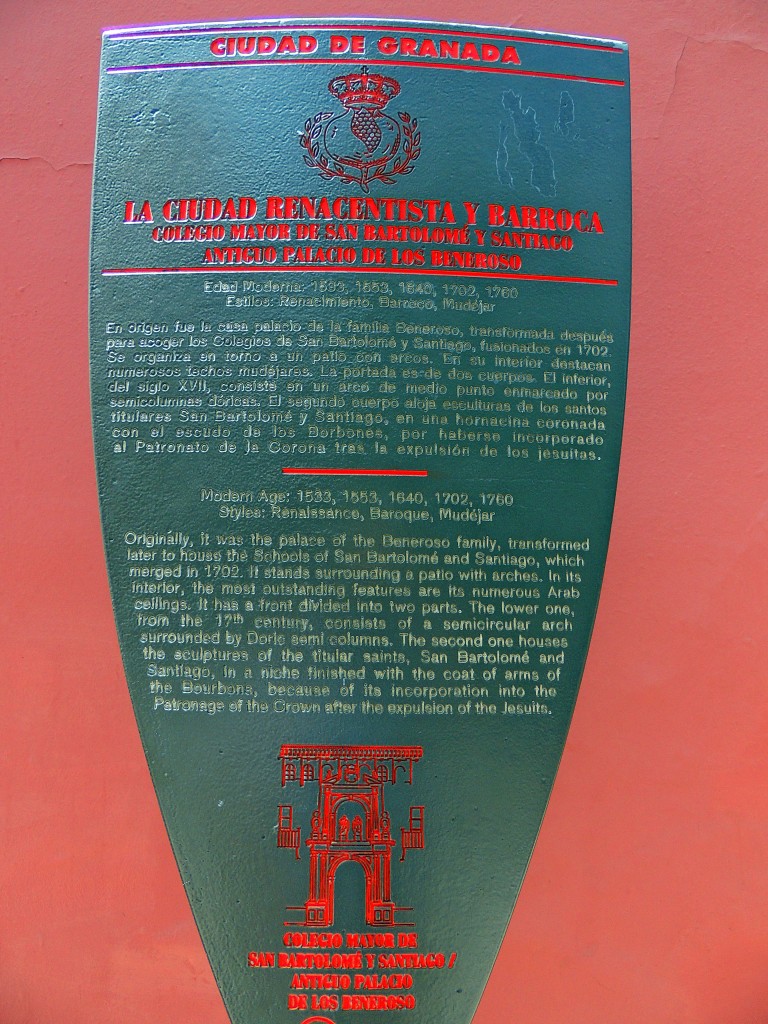 CIUDAD DE GRANADA
LA CIUDAD RENACENTISTA Y BARROCA
COLEGIO MAYOR DE SAN BARTOLOMÉ Y SANTIAGO
ANTIGUO PALACIO DE LOS BENEROSO
Edad Moderna: 1533, 1553, 1640, 1702, 1760
Estilos: Renacimiento, Barroco, Mudéjar
En origen fue la casa palacio de la familia Beneroso, transformada después
para acoger los Colegios de San Bartolomé y Santiago, fusionados en 1702.
Se organiza en torno a un patio con arcos. En su interior destacan
numerosos techos mudéjares. La portada es de dos cuerpos. El inferior,
del siglo XVII, consiste en un arco de medio punto enmarcado por
semicolumnas dóricas. El segundo cuerpo aloja esculturas de los santos
titulares San Bartolomé y Santiago, en una hornacina coronada
con el escudo de los Borbones, por haberse incorporado
al Patronato de la Corona tras la expulsión de los jesuitas.
Modern Age: 1533, 1553, 1640, 1702, 1760
Styles: Renaissance, Baroque, Mudéjar
Originally, it was the palace of the Beneroso family, transformed
later to house the Schools of San Bartolomé and Santiago, which
merged in 1702. It stands surrounding a patio with arches. In its
interior, the most outstanding features are its numerous Arab
ceilings. It has a front divided into two parts. The lower one,
from the 17th century, consists of a semicircular arch
surrounded by Doric semi columns. The second one houses
the sculptures of the titular saints, San Bartolomé and
Santiago, in a niche finished with the coat of arms of
the Bourbons, because of its incorporation into the
Patronage of the Crown after the expulsion of the Jesuits.
COLEGIO MAYOR DE
SAN BARTOLOMÉ Y SANTIAGO /
ANTIGUO PALACIO
DE LOS BENEROSO